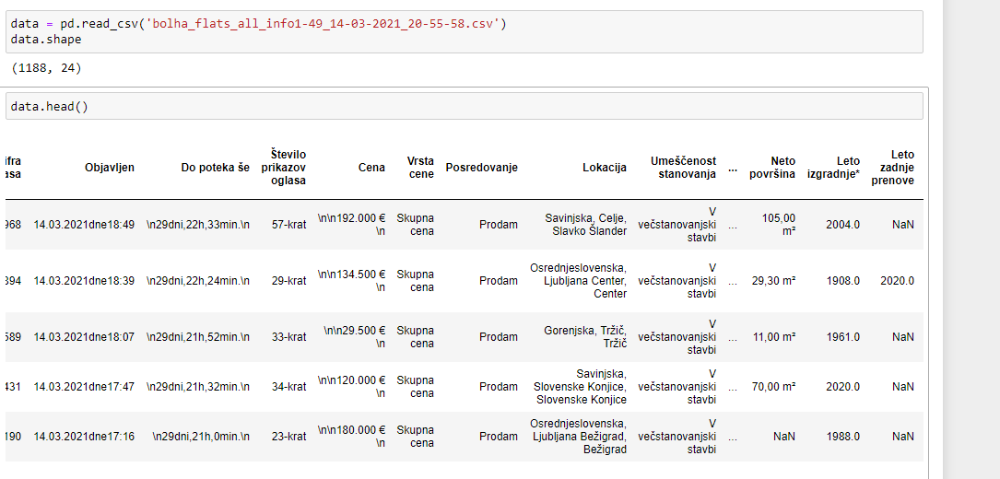 data = pd.read_csv('bolha_flats_all_info1-49_14-03-2021_20-55-58.csv')
data.shape
(1188, 24)
data.head()
ifra
asa
Objavljen
Do poteka še
Število
prikazov
oglasa
Cena
Vrsta
cene
Posredovanje
Lokacija
Umeščenost
stanovanja
...
Neto
površina
Leto
izgradnje*
Leto
zadnje
prenove
968
14.03.2021dne18:49
\n29dni,22h,33min.\n
57-krat
\n\n192.000 €
\n
Skupna
cena
Prodam
Savinjska, Celje,
Slavko Šlander
V
večstanovanjski
stavbi
...
105,00
m²
2004.0
NaN
394
14.03.2021dne18:39
\n29dni,22h,24min.\n
29-krat
\n\n134.500 €
\n
Skupna
cena
Prodam
Osrednjeslovenska,
Ljubljana Center,
Center
V
večstanovanjski
stavbi
...
29,30 m²
1908.0
2020.0
589
14.03.2021dne18:07
\n29dni,21h,52min.\n
33-krat
\n\n29.500 €
\n
Skupna
cena
Prodam
Gorenjska, Tržič,
Tržič
V
večstanovanjski
stavbi
...
11,00 m²
1961.0
NaN
431
14.03.2021dne17:47
\n29dni,21h,32min.\n
34-krat
\n\n120.000 €
\n
Skupna
cena
Prodam
Savinjska,
Slovenske Konjice,
Slovenske Konjice
V
večstanovanjski
stavbi
...
70,00 m²
2020.0
NaN
190
14.03.2021dne17:16
\n29dni,21h,0min.\n
23-krat
\n\n180.000 €
\n
Skupna
cena
Prodam
Osrednjeslovenska,
Ljubljana Bežigrad,
Bežigrad
V
večstanovanjski
stavbi
...
NaN
1988.0
NaN